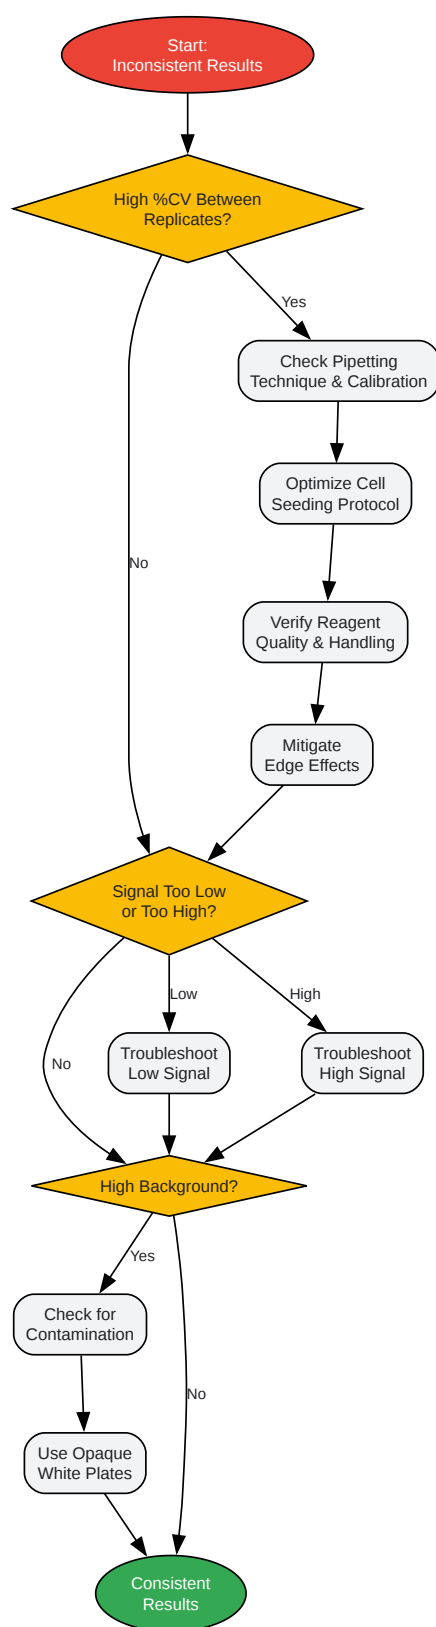 Start:
Inconsistent Results
High %CV Between
Replicates?
Yes
Check Pipetting
Technique & Calibration
Optimize Cell
Seeding Protocol
No
Verify Reagent
Quality & Handling
Mitigate
Edge Effects
Signal Too Low
or Too High?
Low
High
No
Troubleshoot
Low Signal
Troubleshoot
High Signal
High Background?
Yes
Check for
Contamination
No
Use Opaque
White Plates
Consistent
Results